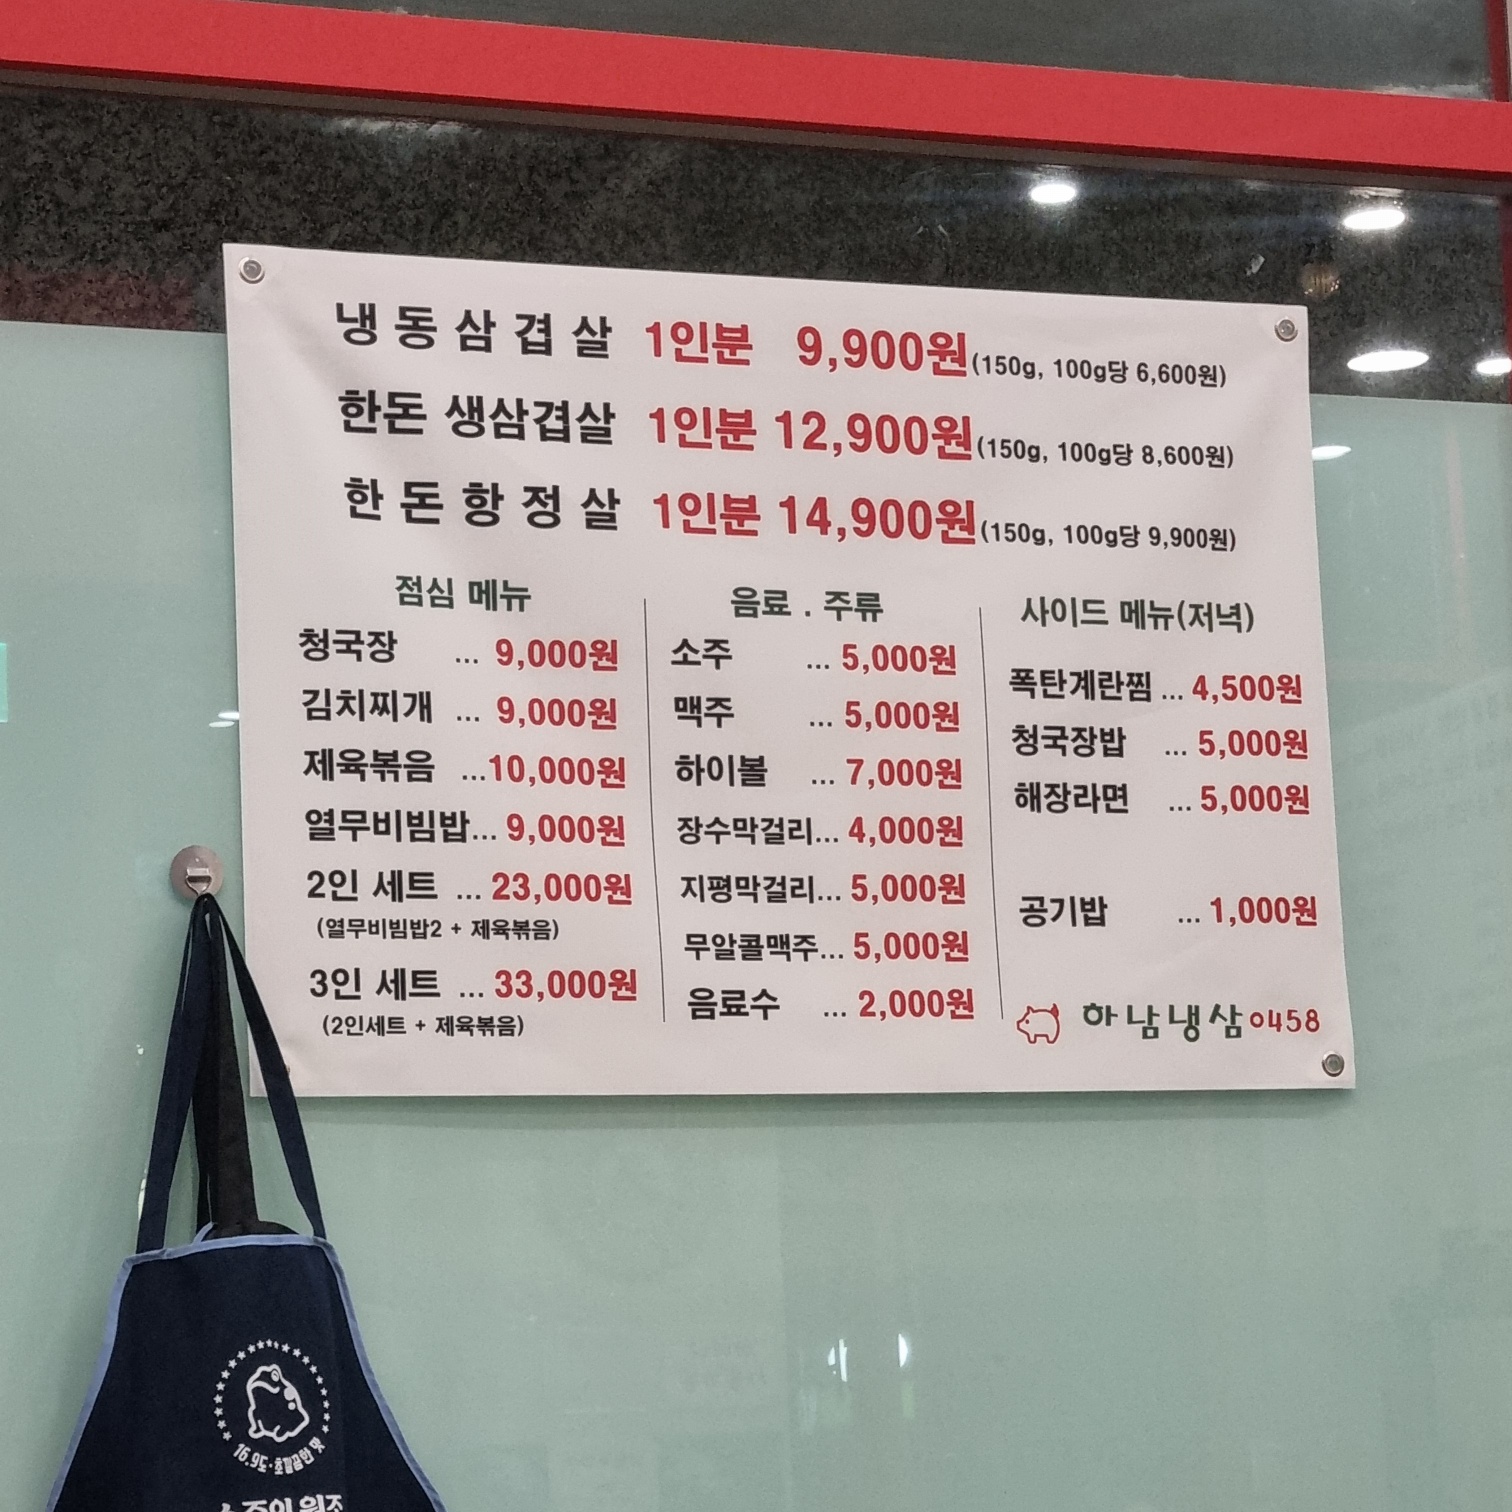 냉동삼겹살 1인분 9,900원(150g, 100g당 6,600원)
한돈 생삼겹살 1인분 12,900원(150g, 100g당 8,600원)
한돈항정살 1인분 14,900원(150g, 100g당 9,900원)
점심 메뉴
청국장 ... 9,000원
김치찌개 ... 9,000원
제육볶음 ...10,000원
열무비빔밥... 9,000원
2인 세트 ... 23,000원
(열무비빔밥2 + 제육볶음)
3인 세트 ... 33,000원
(2인세트 + 제육볶음)
음료 . 주류
소주 ... 5,000원
맥주 ... 5,000원
하이볼 ... 7,000원
장수막걸리... 4,000원
지평막걸리... 5,000원
무알콜맥주... 5,000원
음료수 ... 2,000원
사이드 메뉴(저녁)
폭탄계란찜 ... 4,500원
청국장밥 ... 5,000원
해장라면 ... 5,000원
공기밥 ... 1,000원
하남냉삼0458
16.9도·초깔끔한 맛